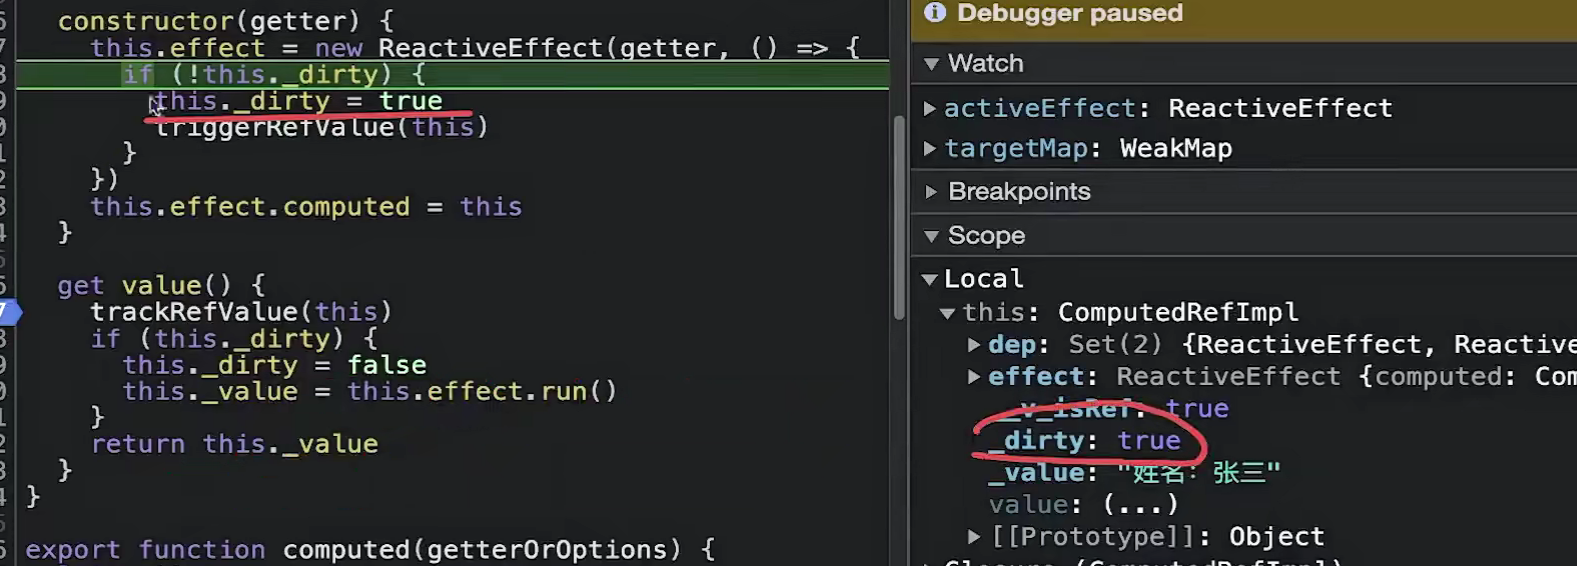 constructor(getter) {
this.effect = new ReactiveEffect(getter, () => {
if (!this._dirty) {
this._dirty = true
triggerRefValue(this)
}
})
this.effect.computed = this
}
get value() {
trackRefValue(this)
if (this._dirty) {
this._dirty = false
this._value = this.effect.run()
}
return this._value
}
}
export function computed(getterOrOptions) {
Debugger paused
Watch
activeEffect: ReactiveEffect
targetMap: WeakMap
Breakpoints
Scope
Local
this: ComputedRefImpl
dep: Set(2) {ReactiveEffect, Reactive
effect: ReactiveEffect {computed: Com
__v_isRef: true
_dirty: true
_value: "姓名：张三"
value: (...)
[[Prototype]]: Object
Closure (ComputedRefImpl)